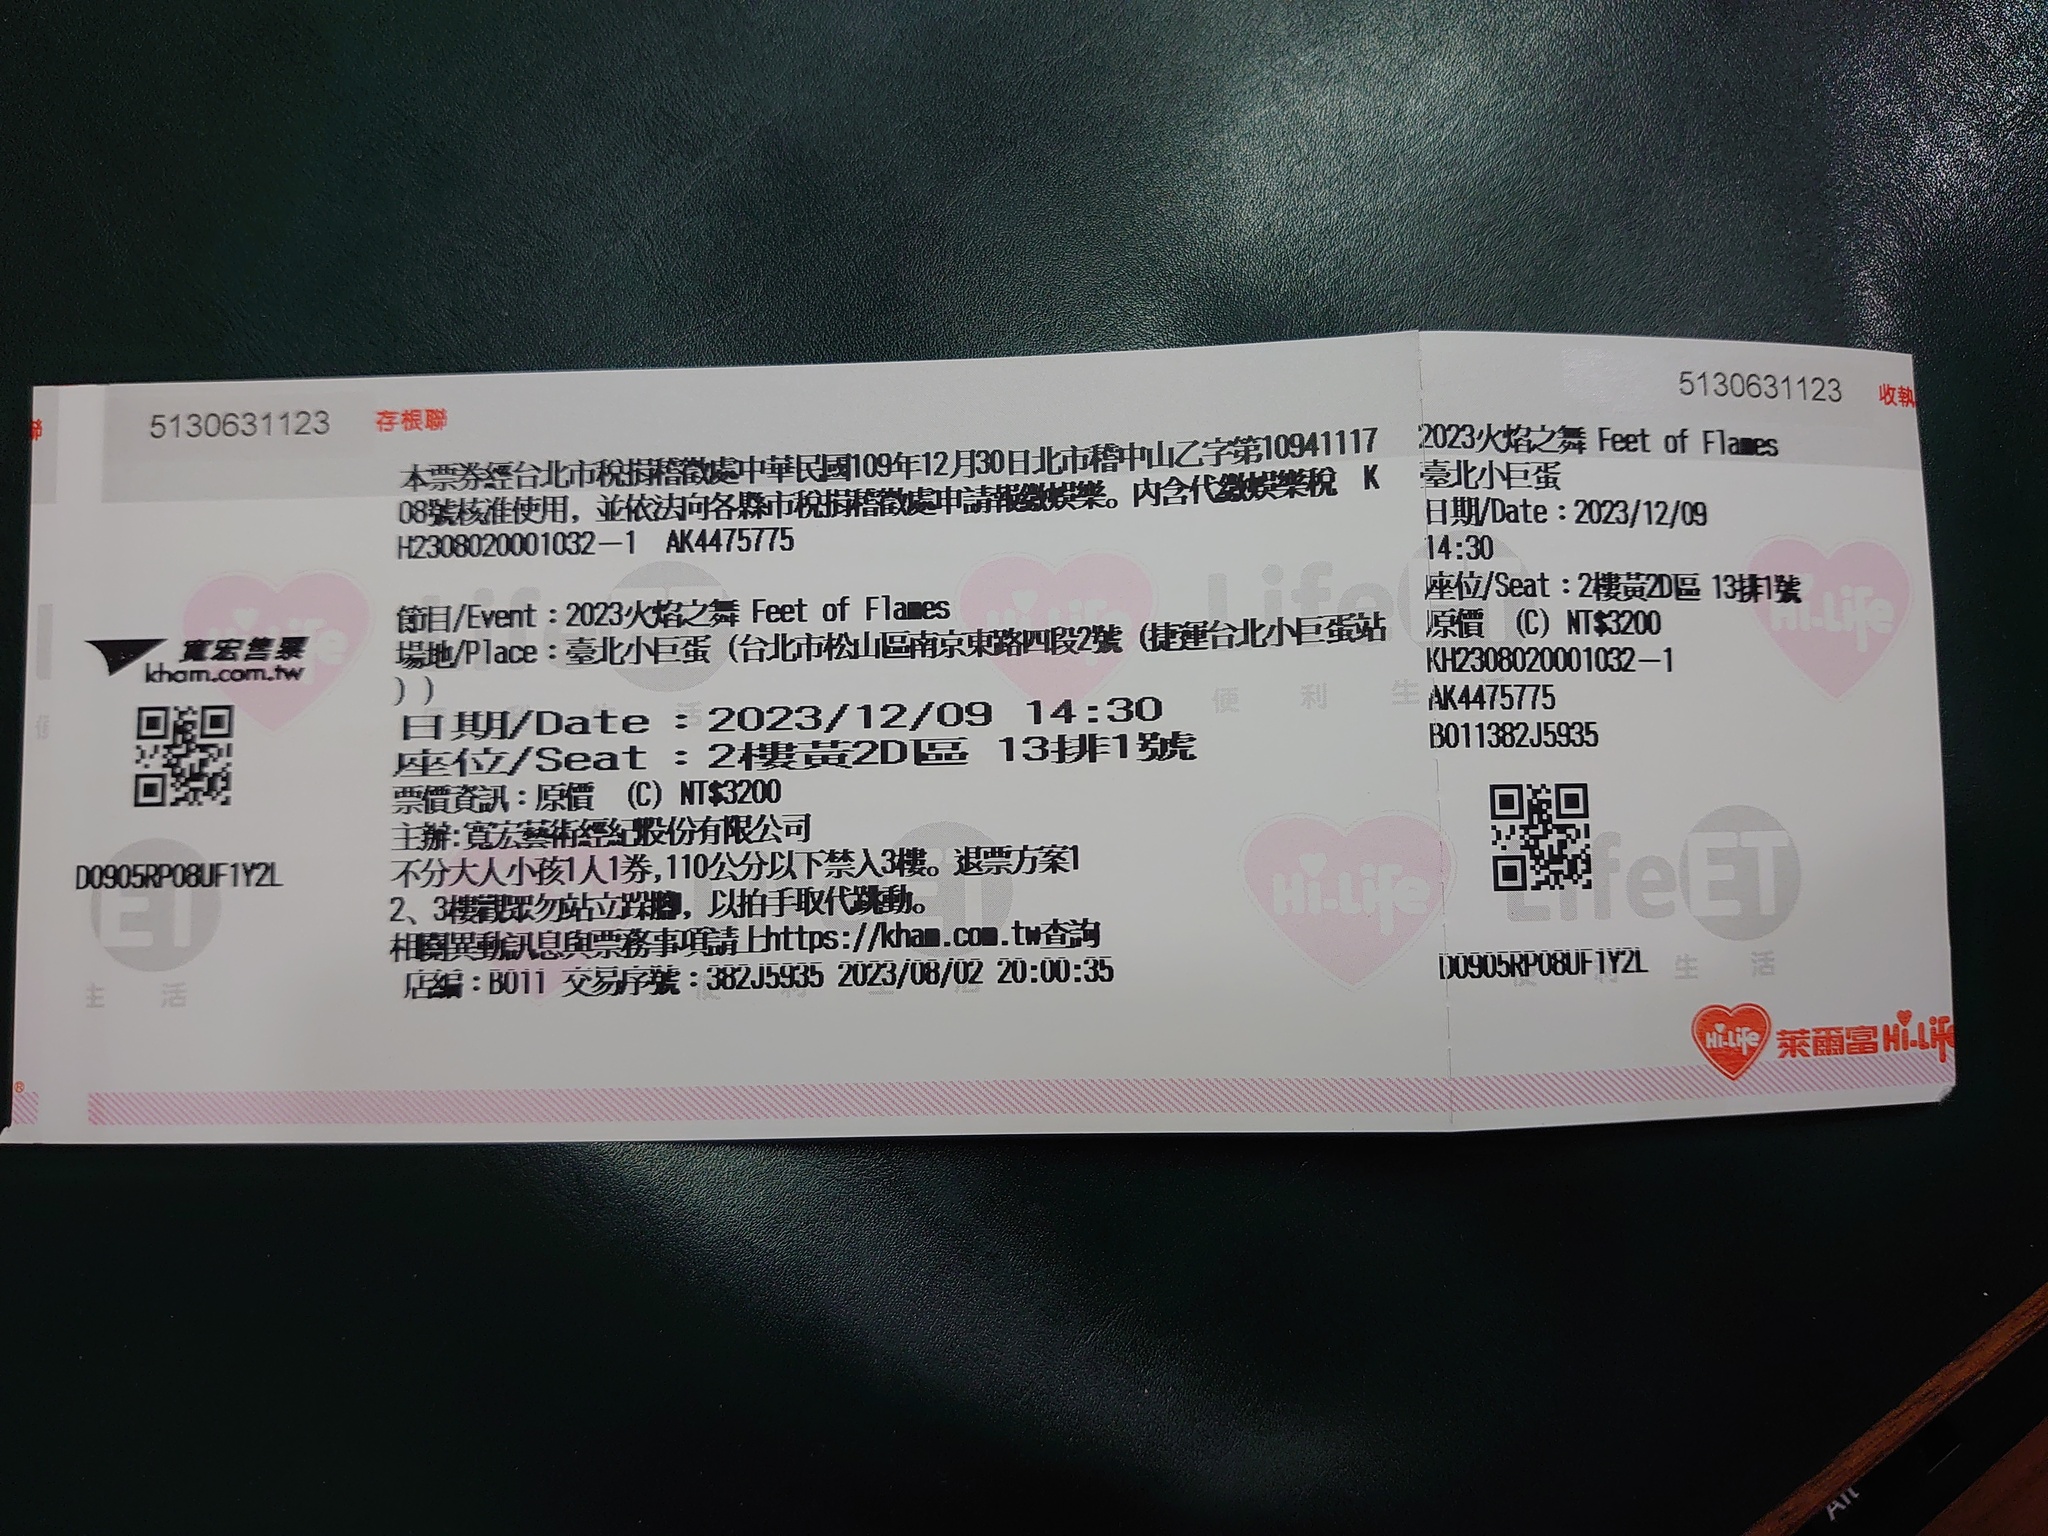 5130631123 存根聯
本票券經台北市稅捐稽徵處中華民國109年12月30日北市稽中山乙字第10941117
08號核准使用，並依法向各縣市稅捐稽徵處申請報繳娛樂。內含代繳娛樂稅 K
H2308020001032-1 AK4475775
節目/Event：2023火焰之舞 Feet of Flames
場地/Place：臺北小巨蛋（台北市松山區南京東路四段2號（捷運台北小巨蛋站
））
日期/Date：2023/12/09 14:30
座位/Seat：2樓黃2D區 13排1號
票價資訊：原價 (C) NT$3200
主辦:寬宏藝術經紀股份有限公司
不分大人小孩1人1券,110公分以下禁入3樓。退票方案1
2、3樓觀眾勿站立踩腳，以拍手取代跳動。
相關異動訊息與票務事項請上https://kham.com.tw查詢
店編：B011 交易序號：382J5935 2023/08/02 20:00:35
寬宏售票
kham.com.tw
D0905RP08UF1Y2L
5130631123 收執
2023火焰之舞 Feet of Flames
臺北小巨蛋
日期/Date：2023/12/09
14:30
座位/Seat：2樓黃2D區 13排1號
原價 (C) NT$3200
KH2308020001032-1
AK4475775
B011382J5935
D0905RP08UF1Y2L
Hi-Life 萊爾富 Hi-Life
Hi-Life
LifeET
便利生活
Alt